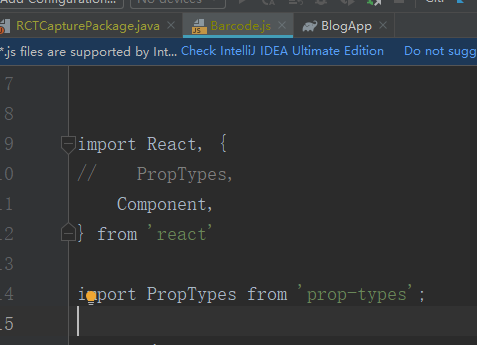 Add Configuration...
No devices
Git:
RCTCapturePackage.java
Barcode.js
BlogApp
*.js files are supported by Int... Check IntelliJ IDEA Ultimate Edition Do not sugg
7
8
9 import React, {
10 // PropTypes,
11 Component,
12 } from 'react'
13
14 import PropTypes from 'prop-types';
15